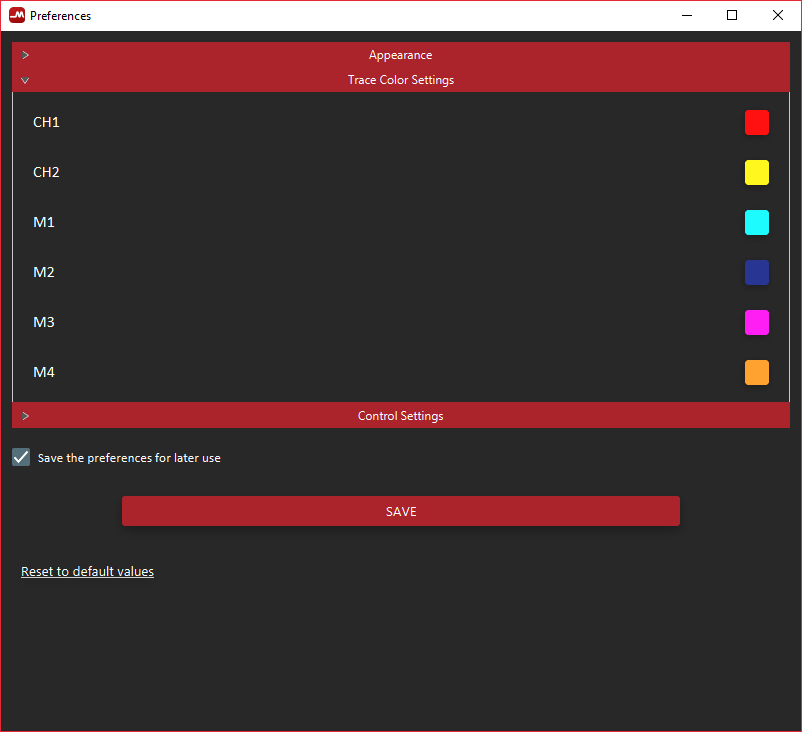 Preferences
Appearance
Trace Color Settings
CH1
CH2
M1
M2
M3
M4
Control Settings
Save the preferences for later use
SAVE
Reset to default values